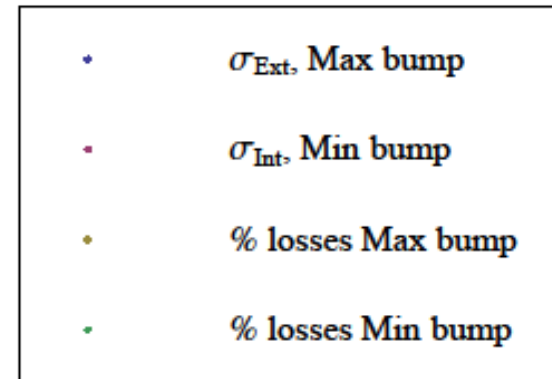 σExt, Max bump
σInt, Min bump
% losses Max bump
% losses Min bump